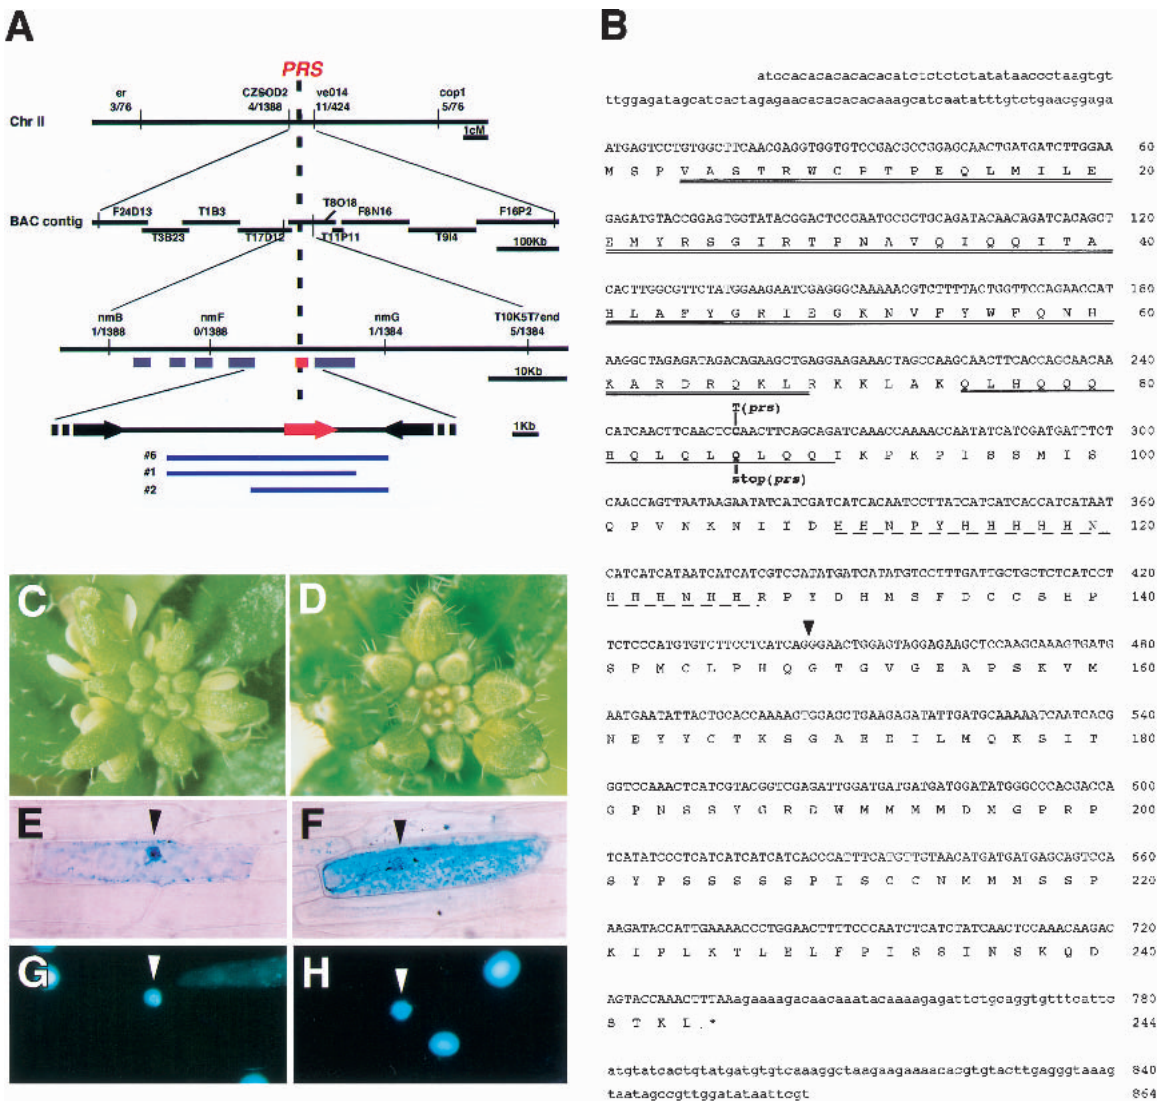 A
PRS
er CZSOD2 ve014 cop1
3/76 4/1388 11/424 5/76
Chr II
1cM
T8O18
F24D13 T1B3 F8N16 F16P2
BAC contig
T3B23 T17D12 T11P11 T9I4
100Kb
nmB nmF nmG T10K5T7end
1/1388 0/1388 1/1384 5/1384
10Kb
1Kb
#6
#1
#2
C
D
E
F
G
H
B
atccacacacacacacatctctctctatataaccctaagtgt
ttggagatagcatcactagagaacacacacacaaagcatcaatatttgtctgaacggaga
ATGAGTCCTGTGGCTTCAACGAGGTGGTGTCCGACGCCGGAGCAACTGATGATCTTGGAA 60
M S P V A S T R W C P T P E Q L M I L E 20
GAGATGTACCGGAGTGGTATACGGACTCCCAATGCCGTGCAGATACAACAGATCACAGCT 120
E M Y R S G I R T P N A V Q I Q Q I T A 40
CACTTGGCGTTCTATGGAAGAATCGAGGGCAAAAACGTCTTTTACTGGTTCCAGAACCAT 180
H L A F Y G R I E G K N V F Y W F Q N H 60
AAGGCTAGAGATAGACAGAAGCTGAGGAAGAAACTAGCCAAGCAACTTCACCAGCAACAA 240
K A R D R Q K L R K K L A K Q L H Q Q Q 80
T(prs)
CATCAACTTCAACTCCAACTTCAGCAGATCAAACCAAAACCAATATCATCGATGATTTCT 300
H Q L Q L Q L Q Q I K P K P I S S M I S 100
stop(prs)
CAACCAGTTAATAAGAATATCATCGATCATCACAATCCTTATCATCATCACCATCATAAT 360
Q P V N K N I I D H H N P Y H H H H H N 120
CATCATCATAATCATCATCGTCCATATGATCATATGTCCTTTGATTGCTGCTCTCATCCT 420
H H H N H H R P Y D H M S F D C C S H P 140
TCTCCCATGTGTCTTCCTCATCAGGGAACTGGAGTAGGAGAAGCTCCAAGCAAAGTGATG 480
S P M C L P H Q G T G V G E A P S K V M 160
AATGAATATTACTGCACCAAAAGTGGAGCTGAAGAGATATTGATGCAAAAATCAATCACG 540
N E Y Y C T K S G A E E I L M Q K S I T 180
GGTCCAAACTCATCGTACGGTCGAGATTGGATGATGATGATGGATATGGGCCCACGACCA 600
G P N S S Y G R D W M M M M D M G P R P 200
TCATATCCCTCATCATCATCATCACCCATTTCATGTTGTAACATGATGATGAGCAGTCCA 660
S Y P S S S S S P I S C C N M M M S S P 220
AAGATACCATTGAAAACCCTGGAACTTTTCCCAATCTCATCTATCAACTCCAAACAAGAC 720
K I P L K T L E L F P I S S I N S K Q D 240
AGTACCAAACTTTAAagaaaagacaacaaatacaaaagagattctgcaggtgtttcattc 780
S T K L . * 244
atgtatcactgtatgatgtgtcaaaggctaagaagaaaacacgtgtacttgagggtaaag 840
taatagccgttggatataattcgt 864